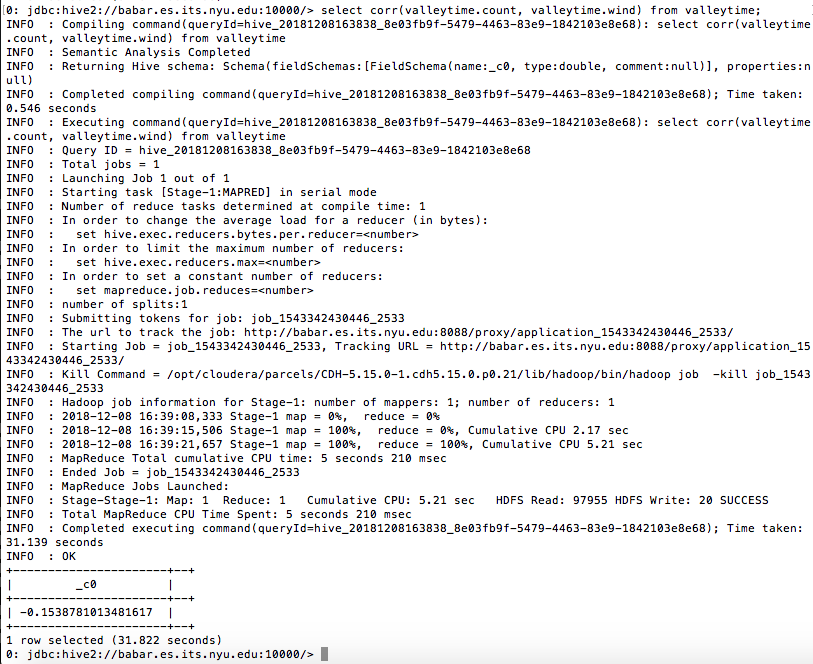 0: jdbc:hive2://babar.es.its.nyu.edu:10000/> select corr(valleytime.count, valleytime.wind) from valleytime;
INFO  : Compiling command(queryId=hive_20181208163838_8e03fb9f-5479-4463-83e9-1842103e8e68): select corr(valleytime
.count, valleytime.wind) from valleytime
INFO  : Semantic Analysis Completed
INFO  : Returning Hive schema: Schema(fieldSchemas:[FieldSchema(name:_c0, type:double, comment:null)], properties:n
ull)
INFO  : Completed compiling command(queryId=hive_20181208163838_8e03fb9f-5479-4463-83e9-1842103e8e68); Time taken:
0.546 seconds
INFO  : Executing command(queryId=hive_20181208163838_8e03fb9f-5479-4463-83e9-1842103e8e68): select corr(valleytime
.count, valleytime.wind) from valleytime
INFO  : Query ID = hive_20181208163838_8e03fb9f-5479-4463-83e9-1842103e8e68
INFO  : Total jobs = 1
INFO  : Launching Job 1 out of 1
INFO  : Starting task [Stage-1:MAPRED] in serial mode
INFO  : Number of reduce tasks determined at compile time: 1
INFO  : In order to change the average load for a reducer (in bytes):
INFO  :   set hive.exec.reducers.bytes.per.reducer=<number>
INFO  : In order to limit the maximum number of reducers:
INFO  :   set hive.exec.reducers.max=<number>
INFO  : In order to set a constant number of reducers:
INFO  :   set mapreduce.job.reduces=<number>
INFO  : number of splits:1
INFO  : Submitting tokens for job: job_1543342430446_2533
INFO  : The url to track the job: http://babar.es.its.nyu.edu:8088/proxy/application_1543342430446_2533/
INFO  : Starting Job = job_1543342430446_2533, Tracking URL = http://babar.es.its.nyu.edu:8088/proxy/application_15
43342430446_2533/
INFO  : Kill Command = /opt/cloudera/parcels/CDH-5.15.0-1.cdh5.15.0.p0.21/lib/hadoop/bin/hadoop job  -kill job_1543
342430446_2533
INFO  : Hadoop job information for Stage-1: number of mappers: 1; number of reducers: 1
INFO  : 2018-12-08 16:39:08,333 Stage-1 map = 0%,  reduce = 0%
INFO  : 2018-12-08 16:39:15,506 Stage-1 map = 100%,  reduce = 0%, Cumulative CPU 2.17 sec
INFO  : 2018-12-08 16:39:21,657 Stage-1 map = 100%,  reduce = 100%, Cumulative CPU 5.21 sec
INFO  : MapReduce Total cumulative CPU time: 5 seconds 210 msec
INFO  : Ended Job = job_1543342430446_2533
INFO  : MapReduce Jobs Launched:
INFO  : Stage-Stage-1: Map: 1  Reduce: 1   Cumulative CPU: 5.21 sec   HDFS Read: 97955 HDFS Write: 20 SUCCESS
INFO  : Total MapReduce CPU Time Spent: 5 seconds 210 msec
INFO  : Completed executing command(queryId=hive_20181208163838_8e03fb9f-5479-4463-83e9-1842103e8e68); Time taken:
31.139 seconds
INFO  : OK
+----------------------+--+
|         _c0          |
+----------------------+--+
| -0.1538781013481617  |
+----------------------+--+
1 row selected (31.822 seconds)
0: jdbc:hive2://babar.es.its.nyu.edu:10000/>